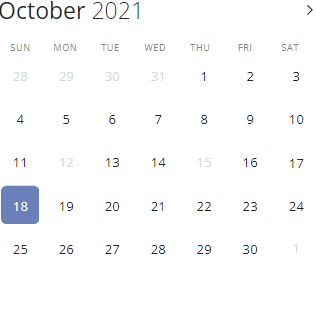 October 2021
SUN MON TUE WED THU FRI SAT
28 29 30 31 1 2 3
4 5 6 7 8 9 10
11 12 13 14 15 16 17
18 19 20 21 22 23 24
25 26 27 28 29 30 1